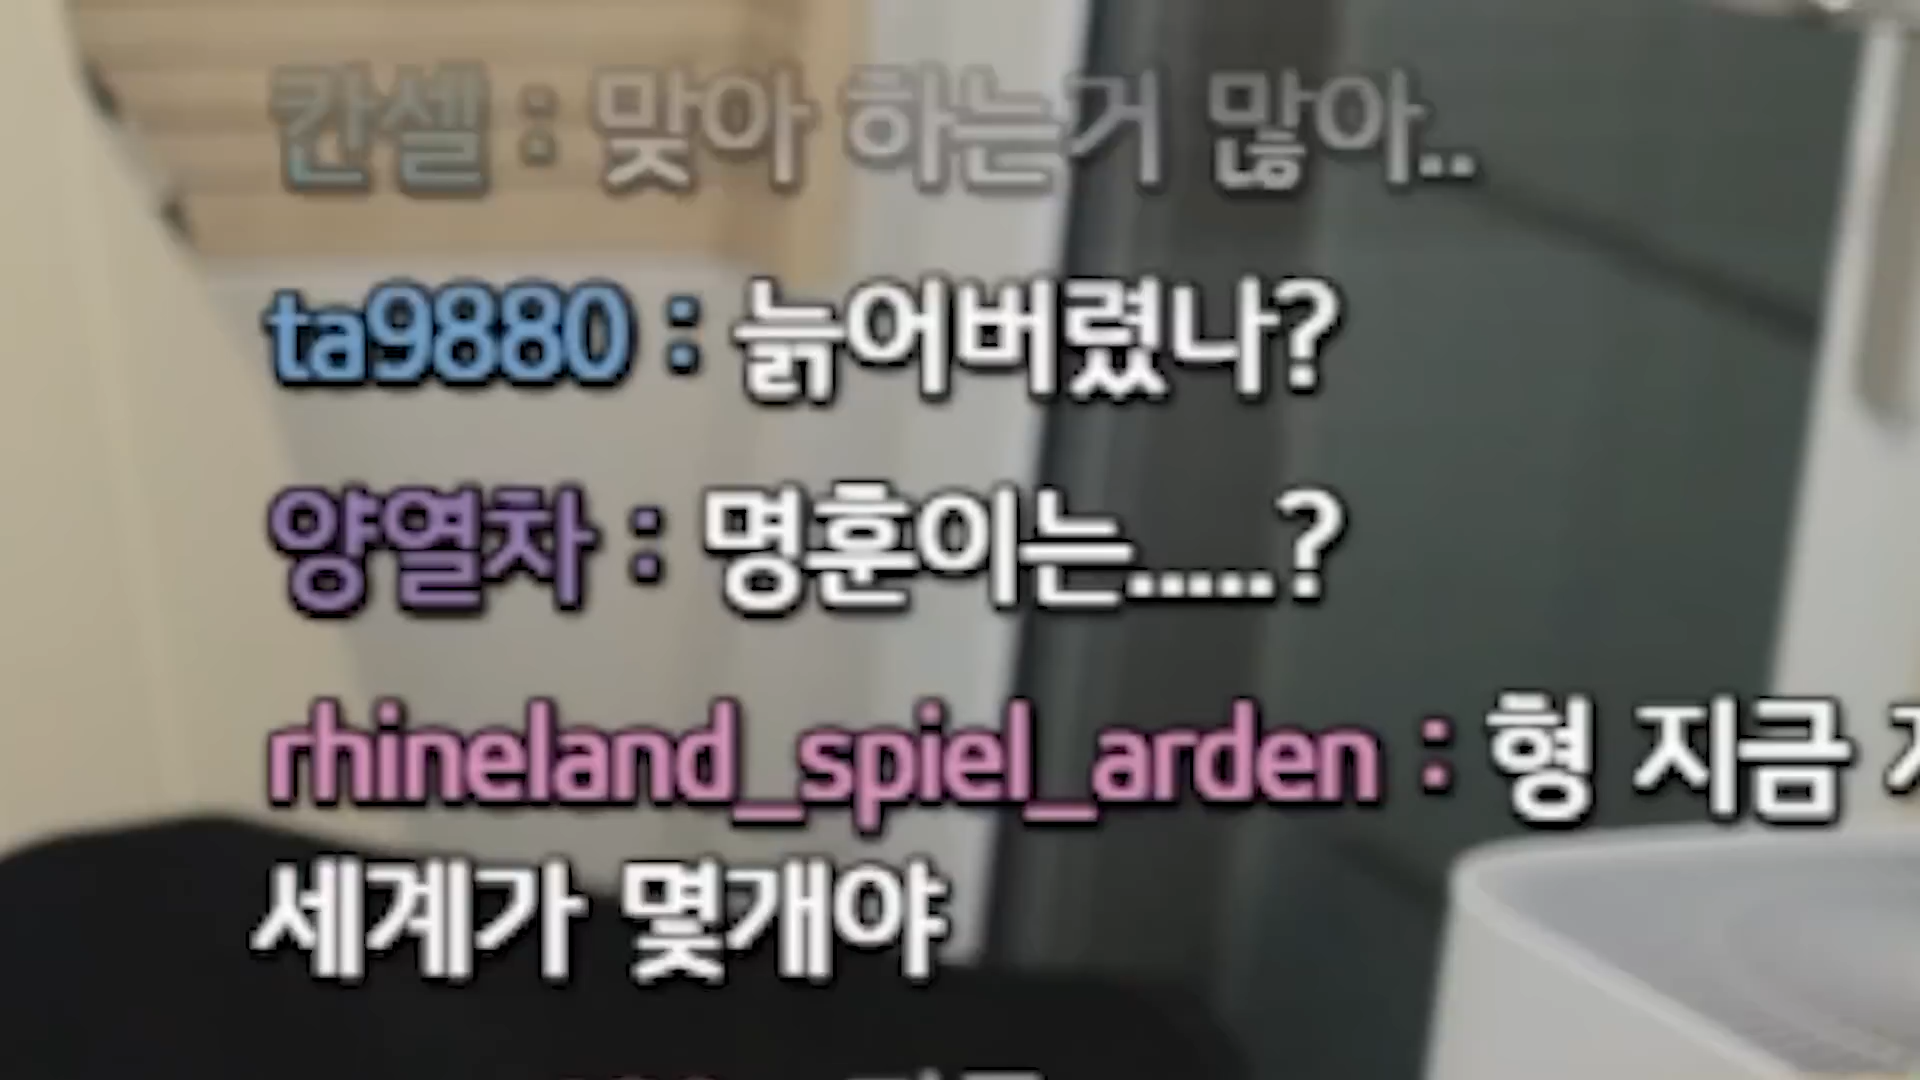 칸셀 : 맞아 하는거 많아..
ta9880 : 늙어버렸나?
양열차 : 명훈이는.....?
rhineland_spiel_arden : 형 지금
세계가 몇개야